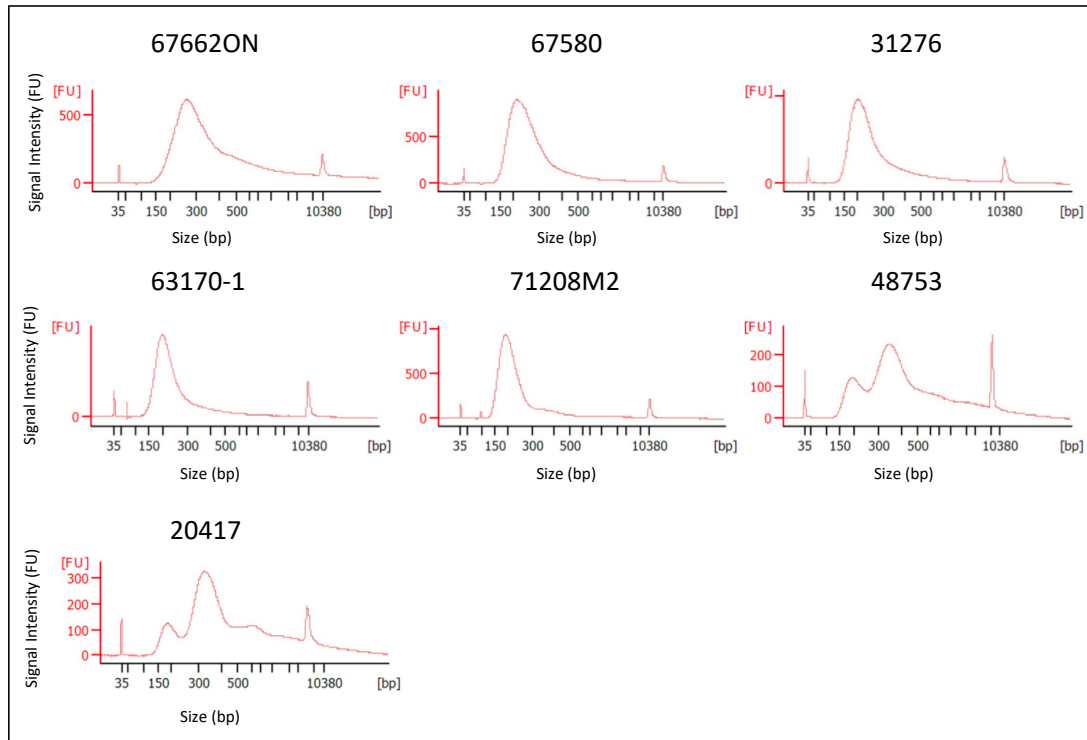 67662ON
67580
31276
Signal Intensity (FU)
[FU]
500
0
35 150 300 500 10380 [bp]
Size (bp)
[FU]
500
0
35 150 300 500 10380 [bp]
Size (bp)
[FU]
0
35 150 300 500 10380 [bp]
Size (bp)
63170-1
71208M2
48753
Signal Intensity (FU)
[FU]
0
35 150 300 500 10380 [bp]
Size (bp)
[FU]
1000
500
0
35 150 300 500 10380 [bp]
Size (bp)
[FU]
200
100
0
35 150 300 500 10380 [bp]
Size (bp)
20417
Signal Intensity (FU)
[FU]
300
200
100
0
35 150 300 500 10380 [bp]
Size (bp)